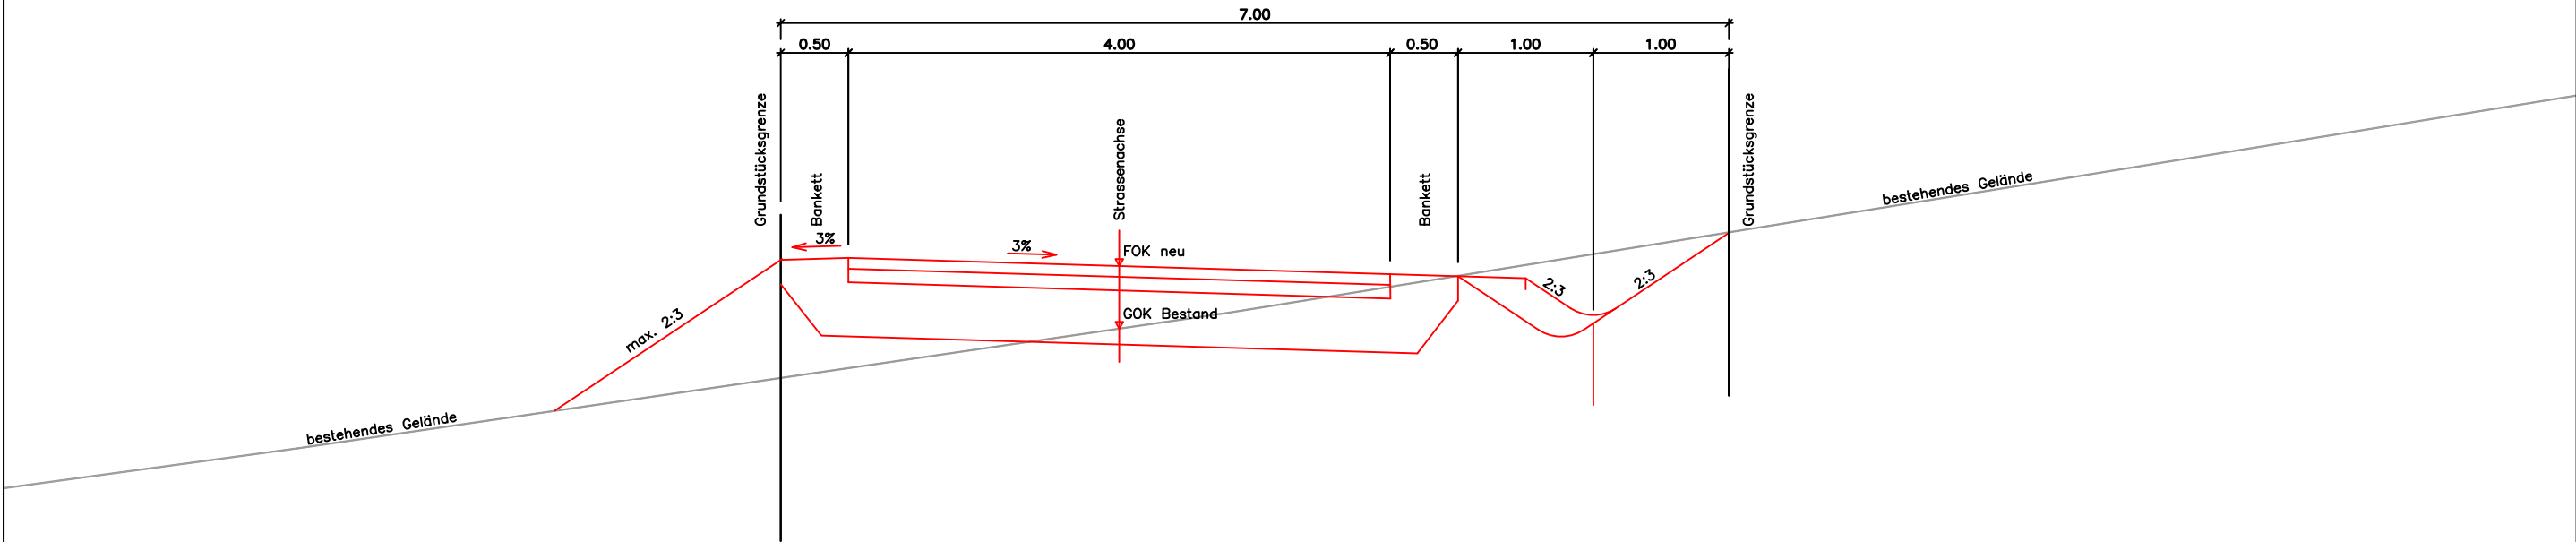 7.00
0.50
4.00
0.50
1.00
1.00
Grundstücksgrenze
Bankett
Strassenachse
Bankett
Grundstücksgrenze
bestehendes Gelände
3%
3%
FOK neu
2:3
2:3
max. 2:3
GOK Bestand
bestehendes Gelände